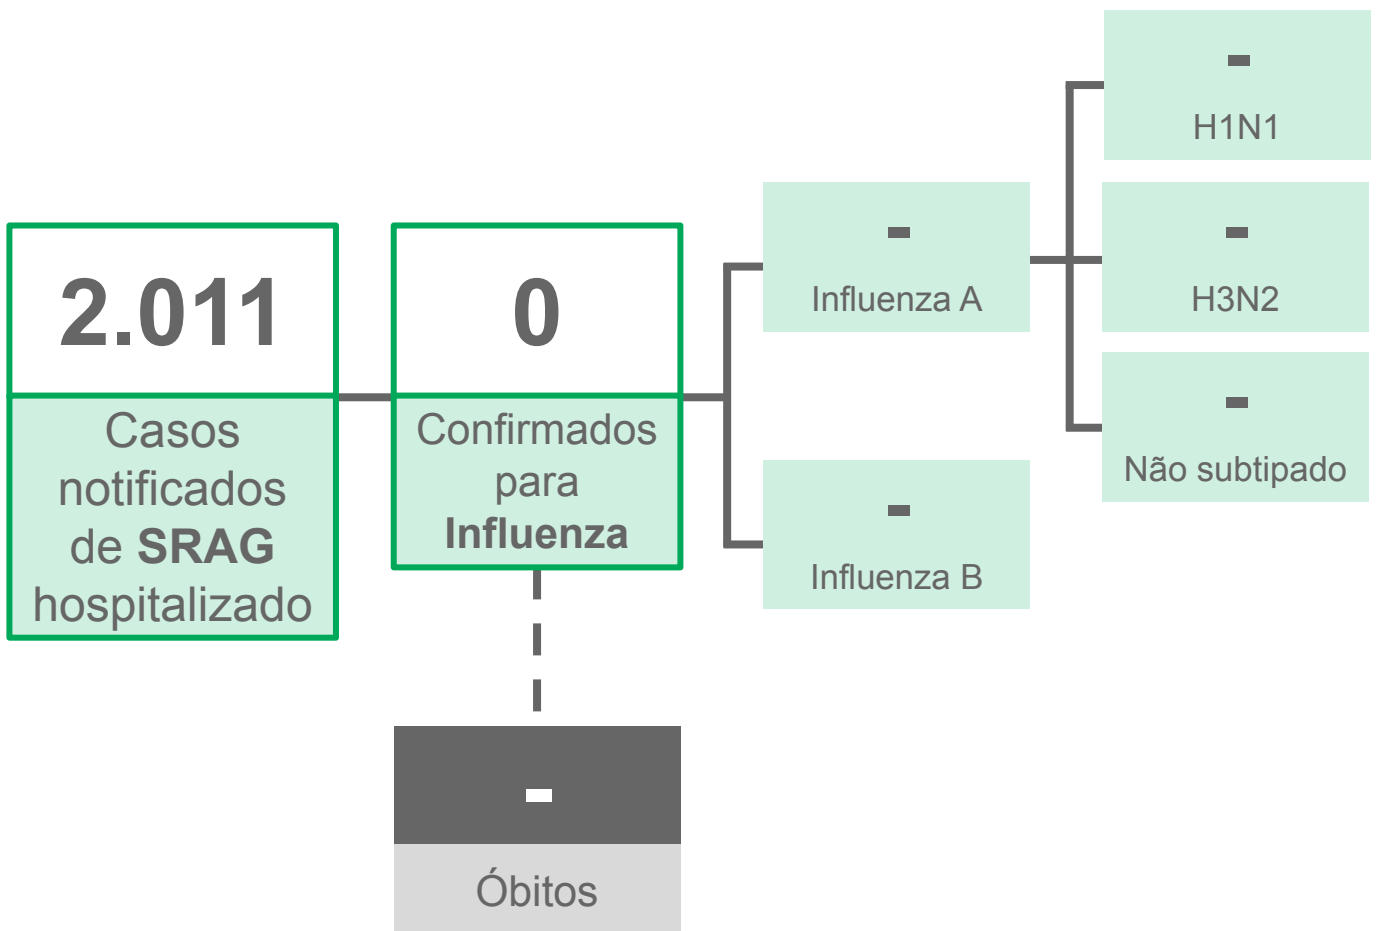 2.011
Casos
notificados
de SRAG
hospitalizado
0
Confirmados
para
Influenza
-
Óbitos
-
Influenza A
-
Influenza B
-
H1N1
-
H3N2
-
Não subtipado